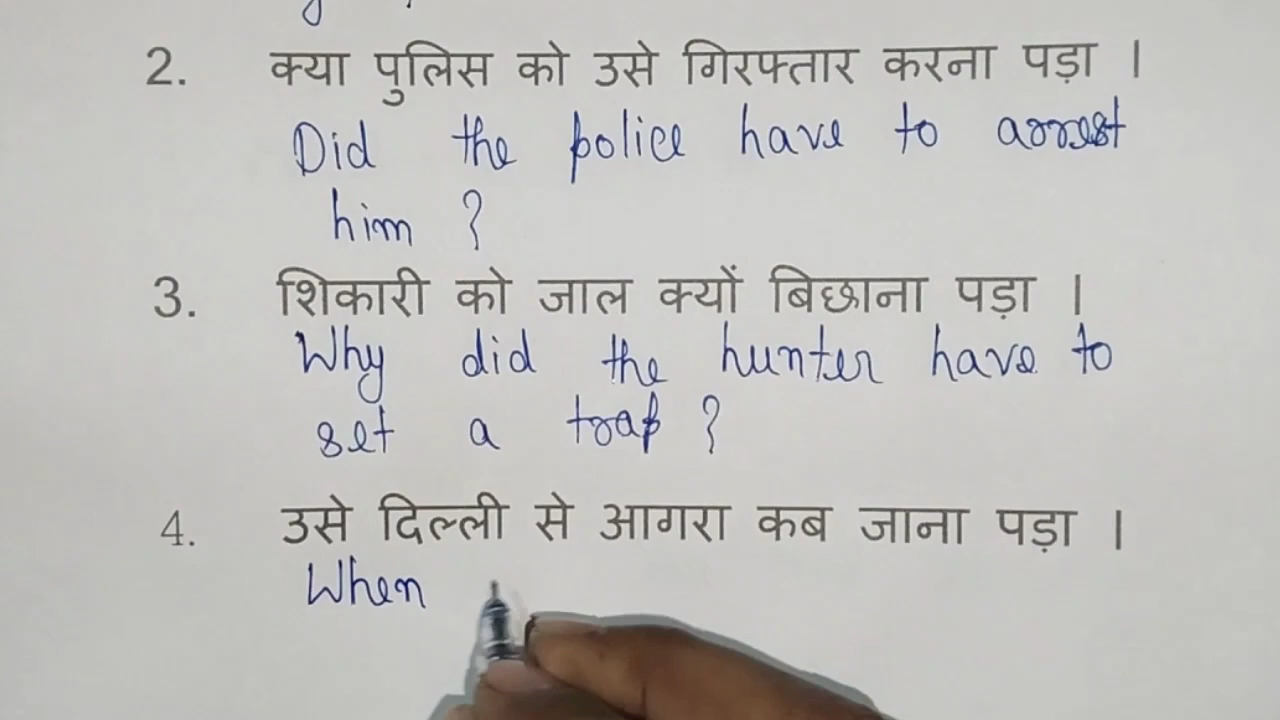 2. क्या पुलिस को उसे गिरफ्तार करना पड़ा ।
Did the police have to arrest
him ?
3. शिकारी को जाल क्यों बिछाना पड़ा ।
Why did the hunter have to
set a trap ?
4. उसे दिल्ली से आगरा कब जाना पड़ा ।
When